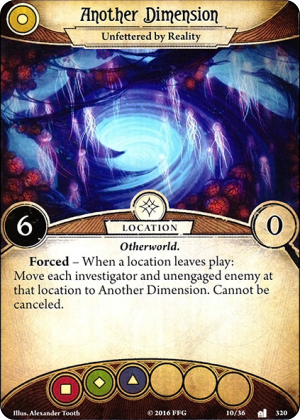 Another Dimension
Unfettered by Reality
6
LOCATION
0
Otherworld.
Forced – When a location leaves play:
Move each investigator and unengaged enemy at
that location to Another Dimension. Cannot be
canceled.
Illus. Alexander Tooth
© 2016 FFG
10/36
320